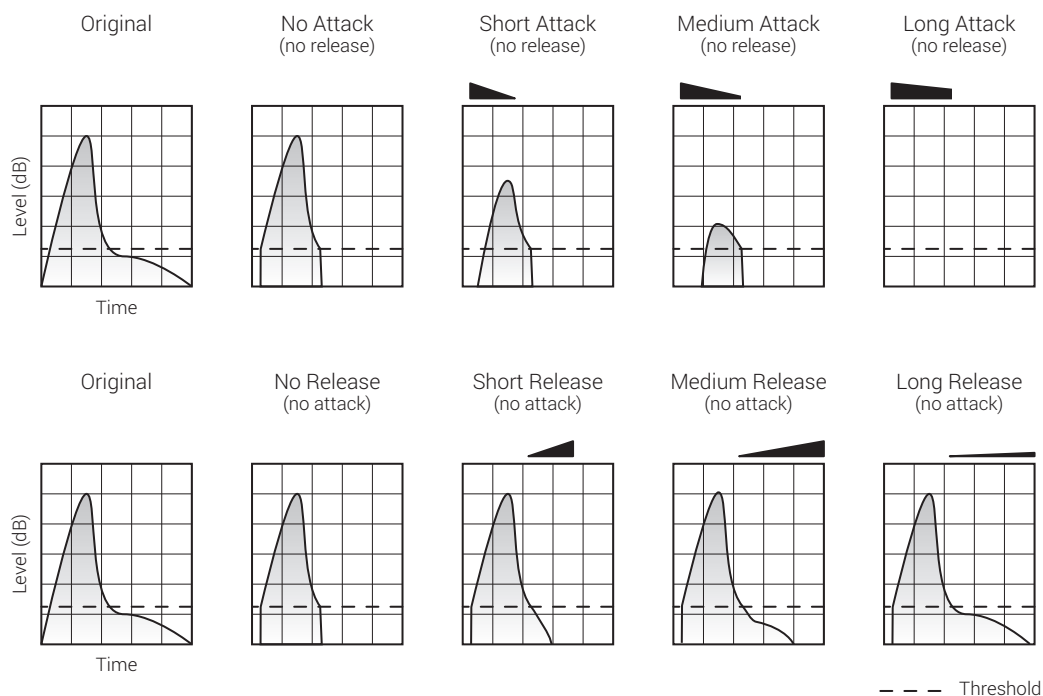 Original
No Attack
(no release)
Short Attack
(no release)
Medium Attack
(no release)
Long Attack
(no release)
Level (dB)
Time
Original
No Release
(no attack)
Short Release
(no attack)
Medium Release
(no attack)
Long Release
(no attack)
Level (dB)
Time
Threshold